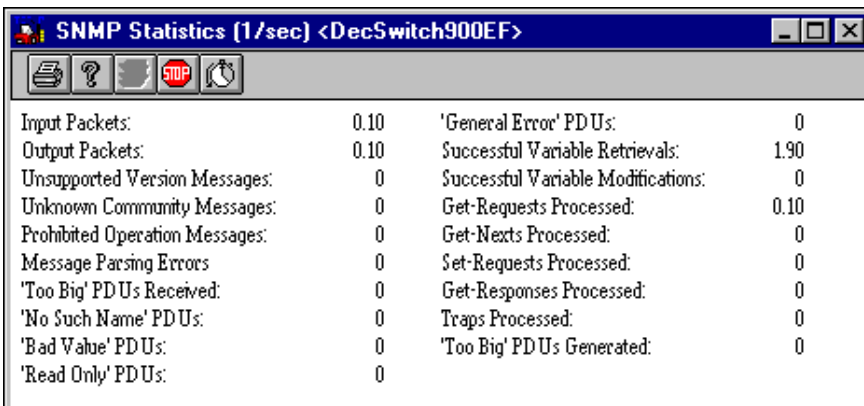 SNMP Statistics (1/sec) <DecSwitch900EF>
STOP
Input Packets: 0.10
Output Packets: 0.10
Unsupported Version Messages: 0
Unknown Community Messages: 0
Prohibited Operation Messages: 0
Message Parsing Errors 0
'Too Big' PDUs Received: 0
'No Such Name' PDUs: 0
'Bad Value' PDUs: 0
'Read Only' PDUs: 0
'General Error' PDUs: 0
Successful Variable Retrievals: 1.90
Successful Variable Modifications: 0
Get-Requests Processed: 0.10
Get-Nexts Processed: 0
Set-Requests Processed: 0
Get-Responses Processed: 0
Traps Processed: 0
'Too Big' PDUs Generated: 0